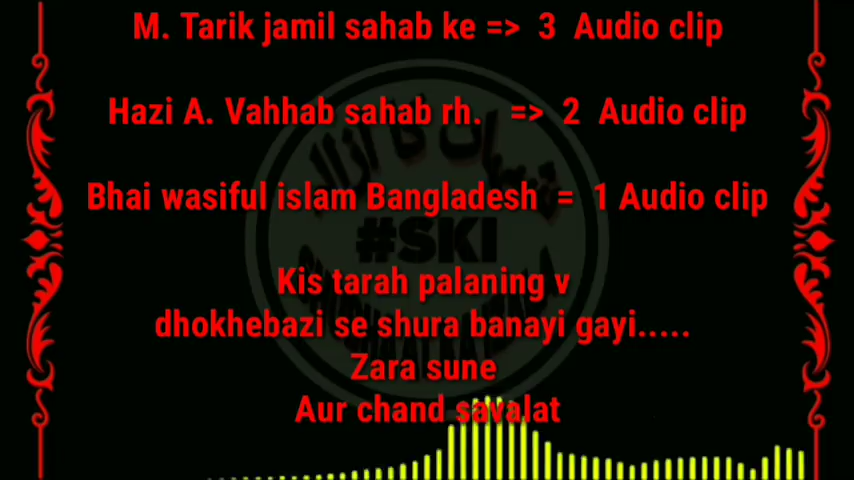 M. Tarik jamil sahab ke => 3 Audio clip
Hazi A. Vahhab sahab rh. => 2 Audio clip
Bhai wasiful islam Bangladesh = 1 Audio clip
#SKI
Kis tarah palaning v
dhokhebazi se shura banayi gayi.....
Zara sune
Aur chand savalat